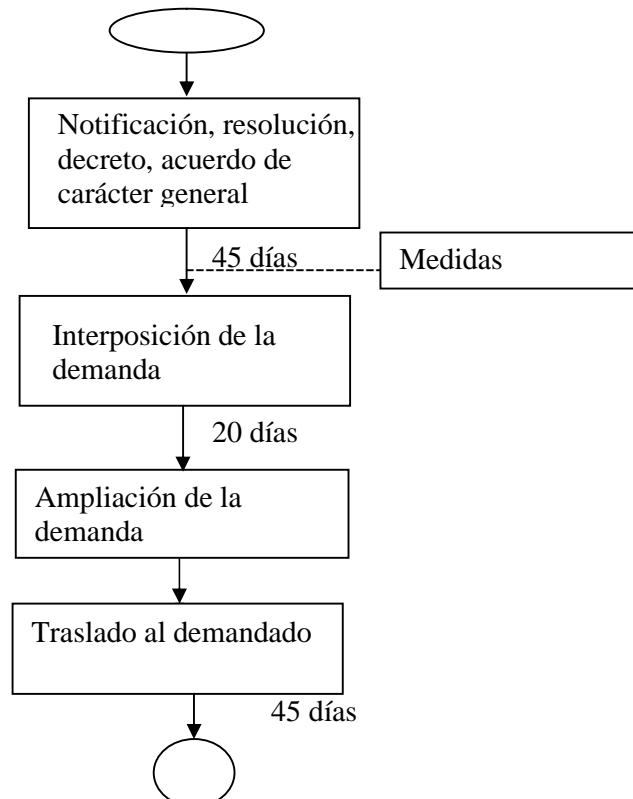 Notificación, resolución,
decreto, acuerdo de
carácter general
45 días
Medidas
Interposición de la
demanda
20 días
Ampliación de la
demanda
Traslado al demandado
45 días